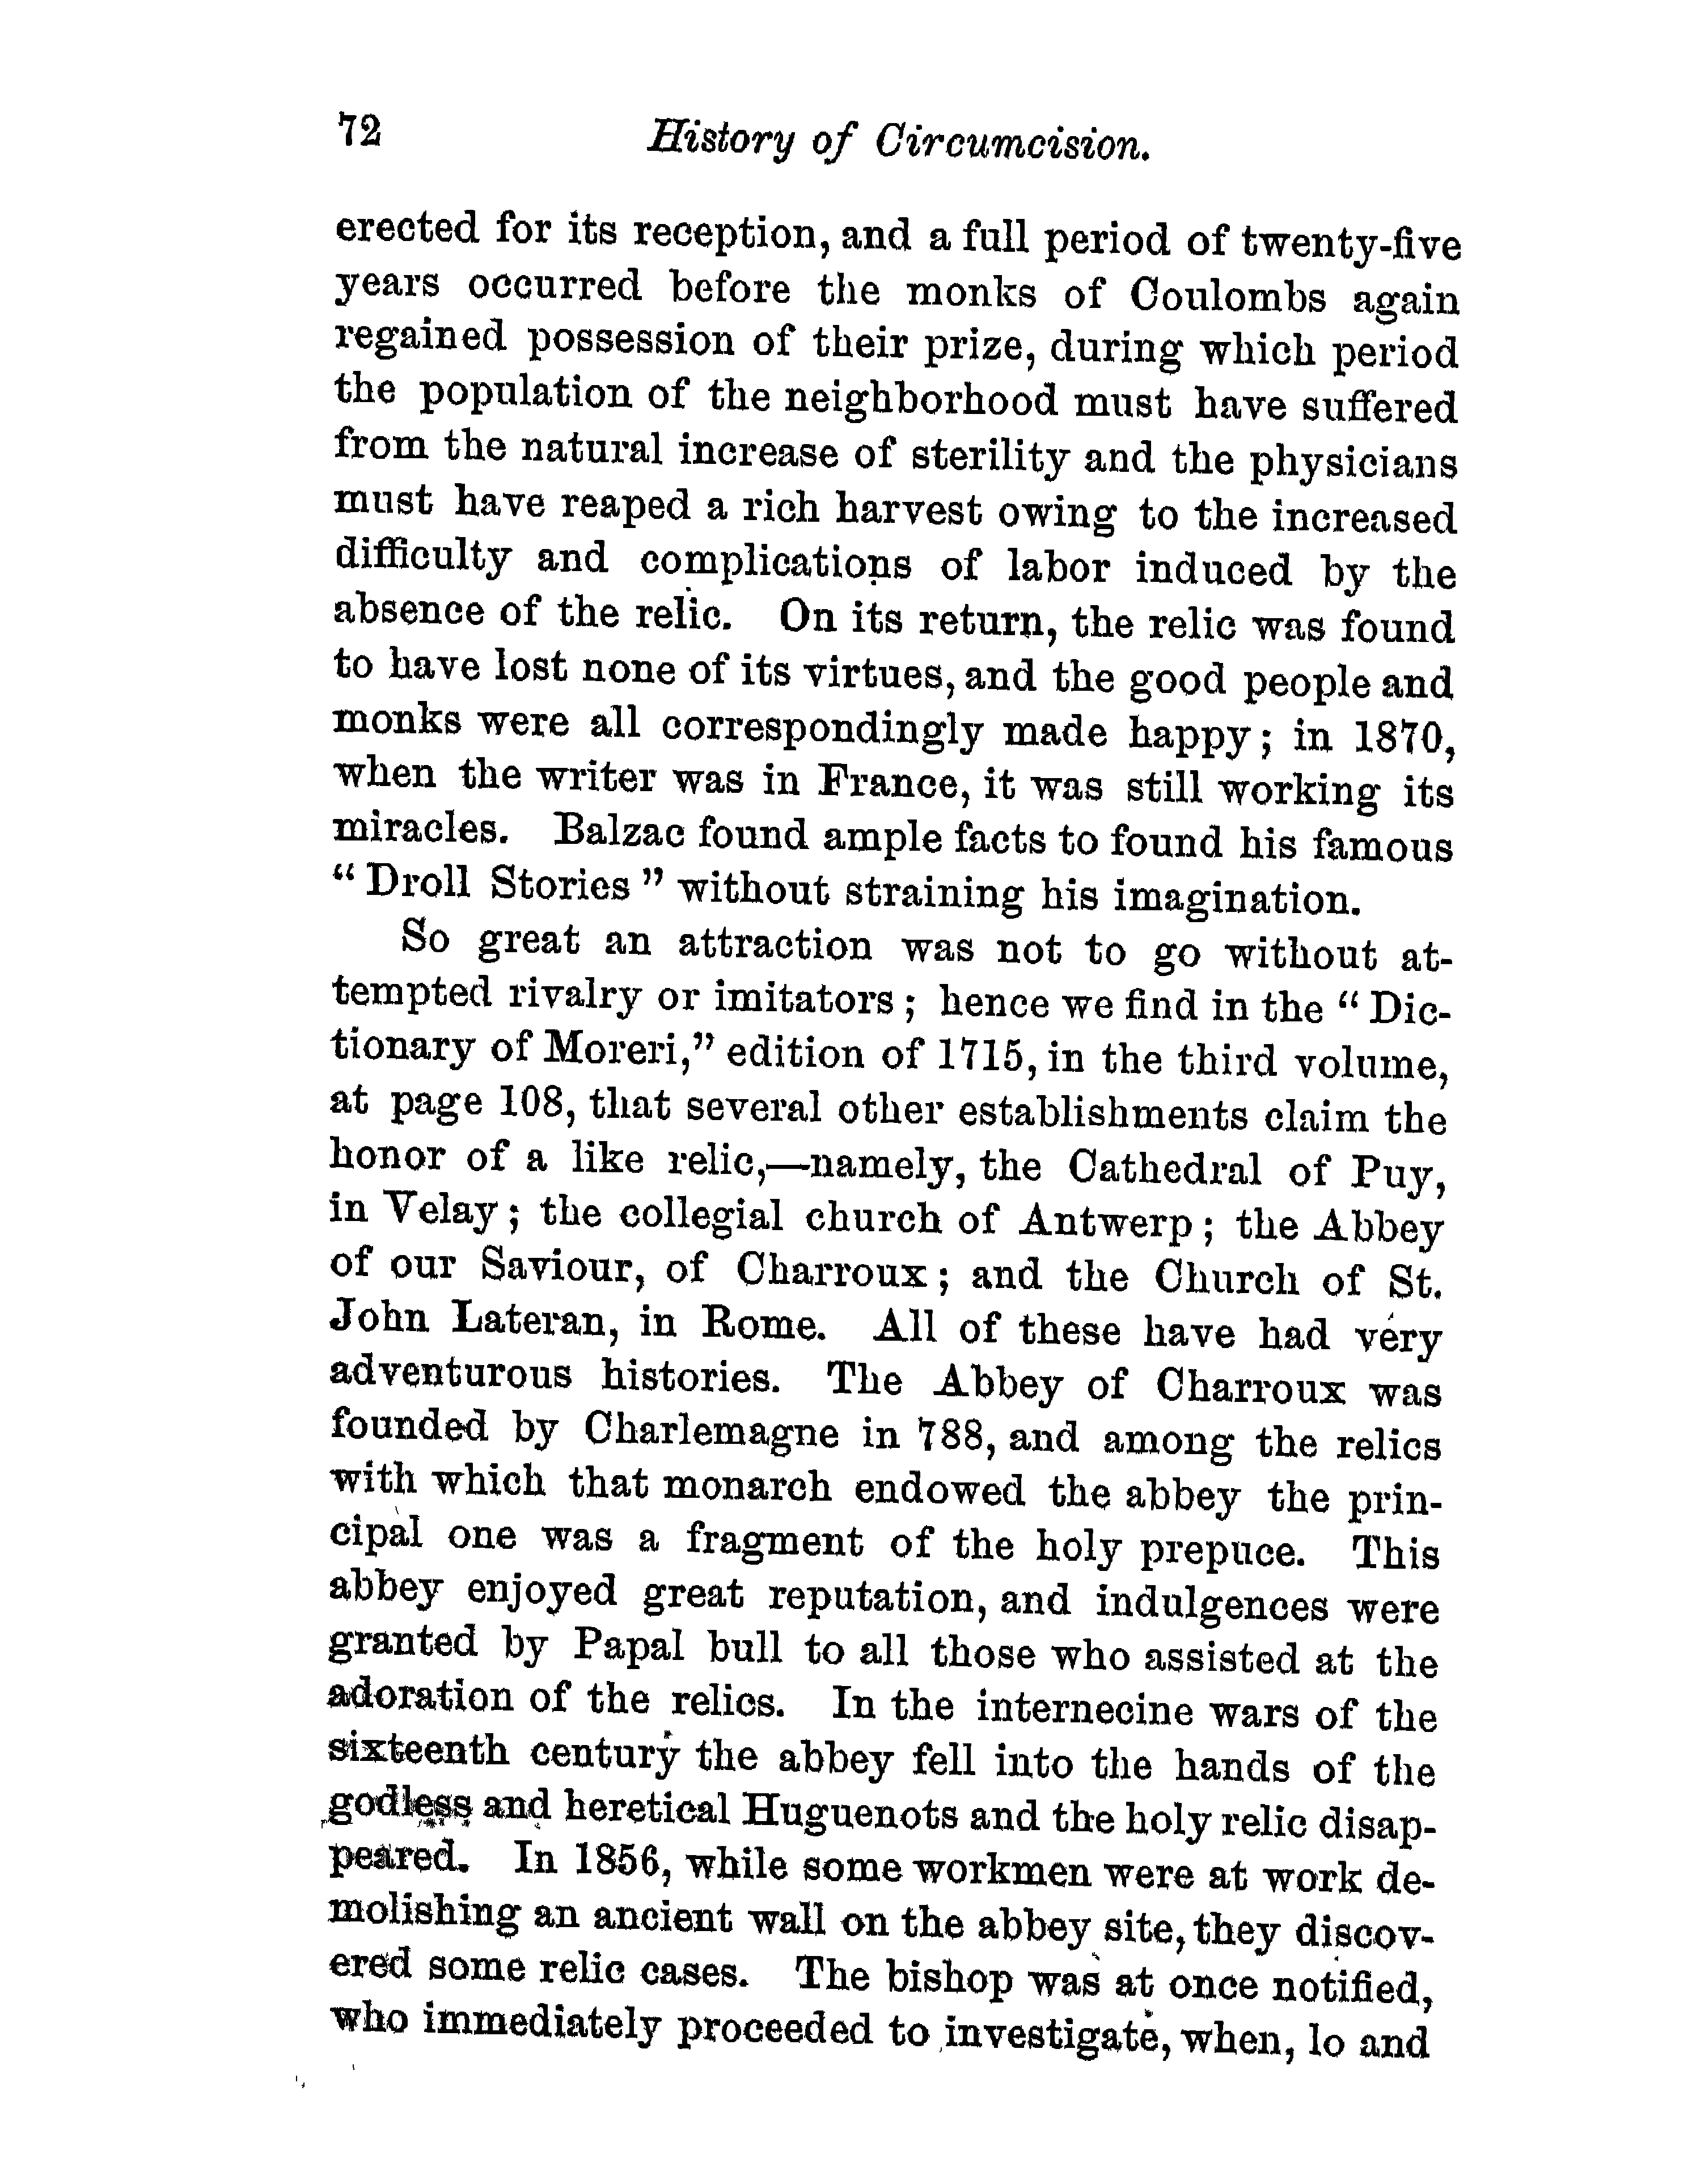 72 History of Circumcision.
erected for its reception, and a full period of twenty-five
years occurred before the monks of Coulombs again
regained possession of their prize, during which period
the population of the neighborhood must have suffered
from the natural increase of sterility and the physicians
must have reaped a rich harvest owing to the increased
difficulty and complications of labor induced by the
absence of the relic. On its return, the relic was found
to have lost none of its virtues, and the good people and
monks were all correspondingly made happy; in 1870,
when the writer was in France, it was still working its
miracles. Balzac found ample facts to found his famous
“Droll Stories” without straining his imagination.
So great an attraction was not to go without at-
tempted rivalry or imitators; hence we find in the “Dic-
tionary of Moreri,” edition of 1715, in the third volume,
at page 108, that several other establishments claim the
honor of a like relic,—namely, the Cathedral of Puy,
in Velay; the collegial church of Antwerp; the Abbey
of our Saviour, of Charroux; and the Church of St.
John Lateran, in Rome. All of these have had very
adventurous histories. The Abbey of Charroux was
founded by Charlemagne in 788, and among the relics
with which that monarch endowed the abbey the prin-
cipal one was a fragment of the holy prepuce. This
abbey enjoyed great reputation, and indulgences were
granted by Papal bull to all those who assisted at the
adoration of the relics. In the internecine wars of the
sixteenth century the abbey fell into the hands of the
godless and heretical Huguenots and the holy relic disap-
peared. In 1856, while some workmen were at work de-
molishing an ancient wall on the abbey site, they discov-
ered some relic cases. The bishop was at once notified,
who immediately proceeded to investigate, when, lo and